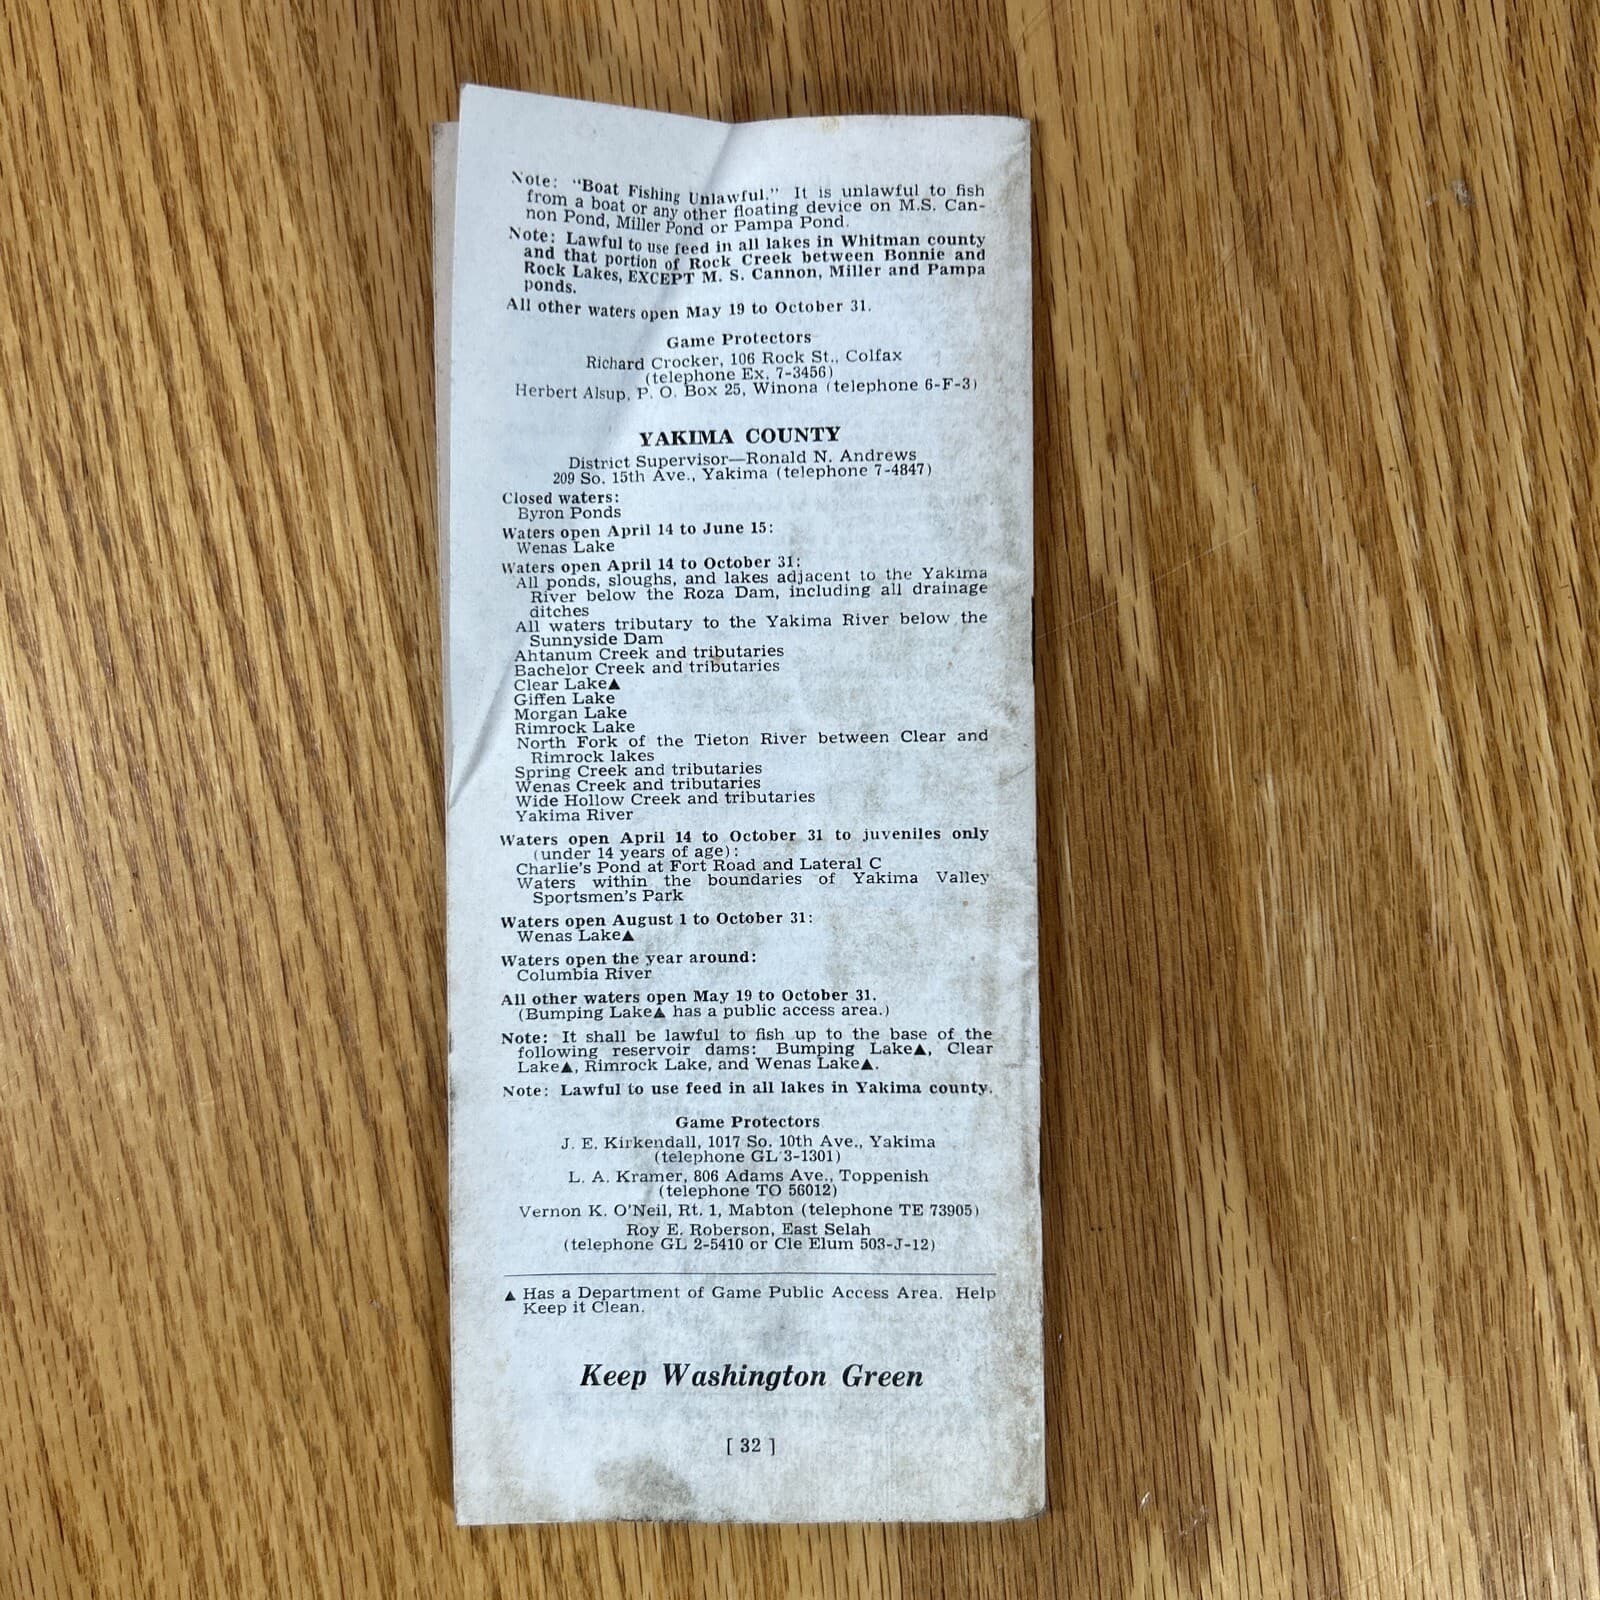 Note: "Boat Fishing Unlawful." It is unlawful to fish
from a boat or any other floating device on M.S. Can-
non Pond, Miller Pond or Pampa Pond.
Note: Lawful to use feed in all lakes in Whitman county
and that portion of Rock Creek between Bonnie and
Rock Lakes, EXCEPT M. S. Cannon, Miller and Pampa
ponds.
All other waters open May 19 to October 31.
Game Protectors
Richard Crocker, 106 Rock St., Colfax
(telephone Ex. 7-3456)
Herbert Alsup, P. O. Box 25, Winona (telephone 6-F-3)
YAKIMA COUNTY
District Supervisor—Ronald N. Andrews
209 So. 15th Ave., Yakima (telephone 7-4847)
Closed waters:
Byron Ponds
Waters open April 14 to June 15:
Wenas Lake
Waters open April 14 to October 31:
All ponds, sloughs, and lakes adjacent to the Yakima
River below the Roza Dam, including all drainage
ditches
All waters tributary to the Yakima River below the
Sunnyside Dam
Ahtanum Creek and tributaries
Bachelor Creek and tributaries
Clear Lake▲
Giffen Lake
Morgan Lake
Rimrock Lake
North Fork of the Tieton River between Clear and
Rimrock lakes
Spring Creek and tributaries
Wenas Creek and tributaries
Wide Hollow Creek and tributaries
Yakima River
Waters open April 14 to October 31 to juveniles only
(under 14 years of age):
Charlie's Pond at Fort Road and Lateral C
Waters within the boundaries of Yakima Valley
Sportsmen's Park
Waters open August 1 to October 31:
Wenas Lake▲
Waters open the year around:
Columbia River
All other waters open May 19 to October 31.
(Bumping Lake▲ has a public access area.)
Note: It shall be lawful to fish up to the base of the
following reservoir dams: Bumping Lake▲, Clear
Lake▲, Rimrock Lake, and Wenas Lake▲.
Note: Lawful to use feed in all lakes in Yakima county.
Game Protectors
J. E. Kirkendall, 1017 So. 10th Ave., Yakima
(telephone GL 3-1301)
L. A. Kramer, 806 Adams Ave., Toppenish
(telephone TO 56012)
Vernon K. O'Neil, Rt. 1, Mabton (telephone TE 73905)
Roy E. Roberson, East Selah
(telephone GL 2-5410 or Cle Elum 503-J-12)
▲ Has a Department of Game Public Access Area. Help
Keep it Clean.
Keep Washington Green
[ 32 ]